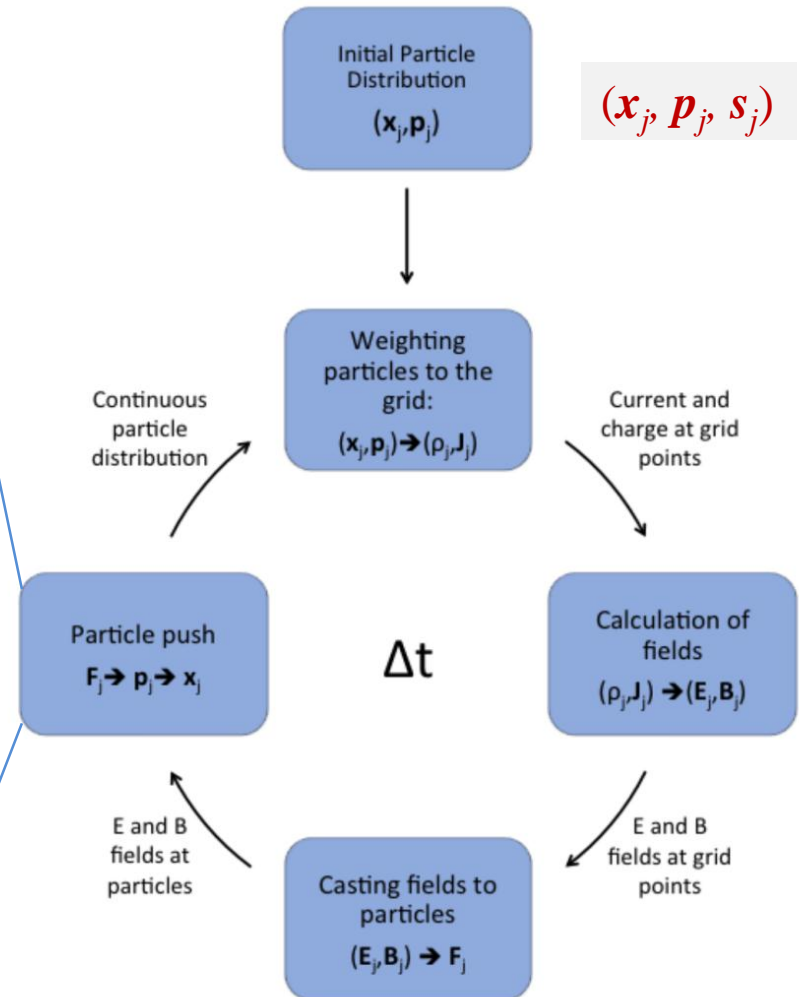 Initial Particle
Distribution
(xⱼ,pⱼ)
(xⱼ, pⱼ, sⱼ)
Weighting
particles to the
grid:
(xⱼ,pⱼ)➔(ρⱼ,Jⱼ)
Continuous
particle
distribution
Current and
charge at grid
points
Particle push
Fⱼ➔ pⱼ➔ xⱼ
Δt
Calculation of
fields
(ρⱼ,Jⱼ) ➔(Eⱼ,Bⱼ)
E and B
fields at
particles
E and B
fields at grid
points
Casting fields to
particles
(Eⱼ,Bⱼ) ➔ Fⱼ